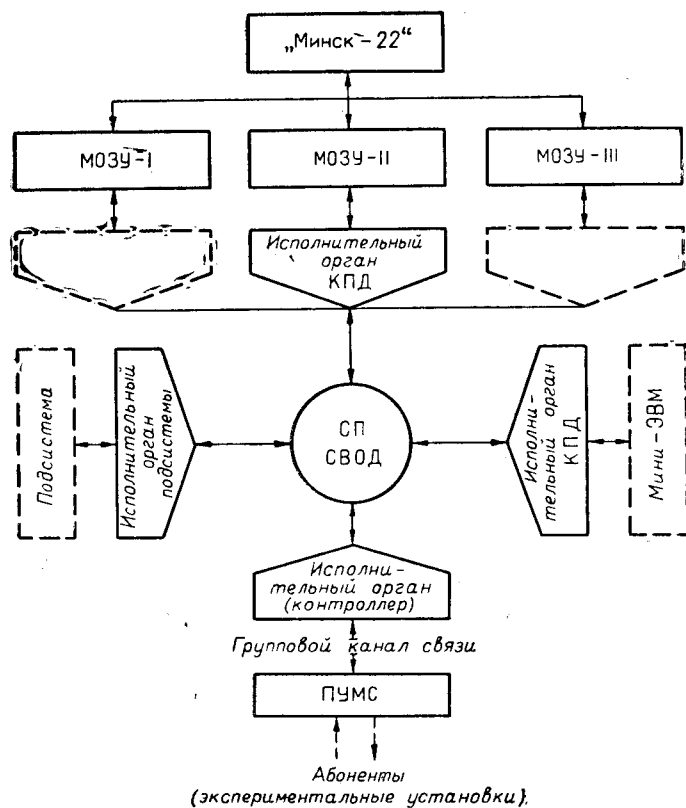 „Минск-22“
МОЗУ-I
МОЗУ-II
МОЗУ-III
Исполнительный
орган
КПД
Подсистема
Исполнительный
орган
подсистемы
СП
СВОД
Исполни-
тельный орган
КПД
Мини-ЭВМ
Исполни-
тельный орган
(контроллер)
Групповой канал связи
ПУМС
Абоненты
(экспериментальные установки).